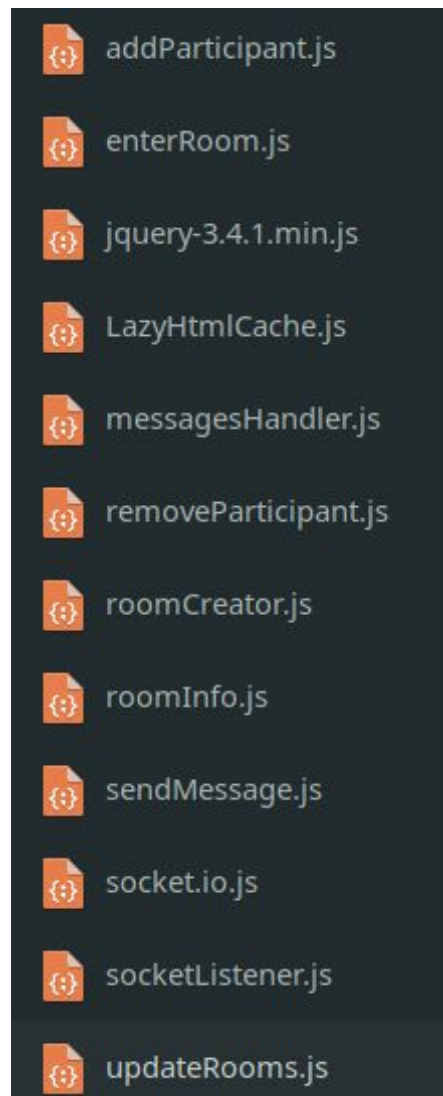 addParticipant.js
enterRoom.js
jquery-3.4.1.min.js
LazyHtmlCache.js
messagesHandler.js
removeParticipant.js
roomCreator.js
roomInfo.js
sendMessage.js
socket.io.js
socketListener.js
updateRooms.js